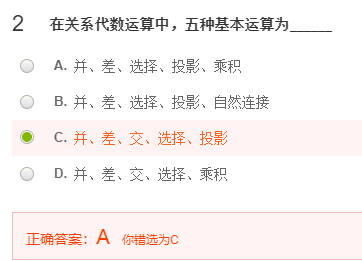 2 在关系代数运算中，五种基本运算为______
A. 并、差、选择、投影、乘积
B. 并、差、选择、投影、自然连接
C. 并、差、交、选择、投影
D. 并、差、交、选择、乘积
正确答案：A 你错选为C